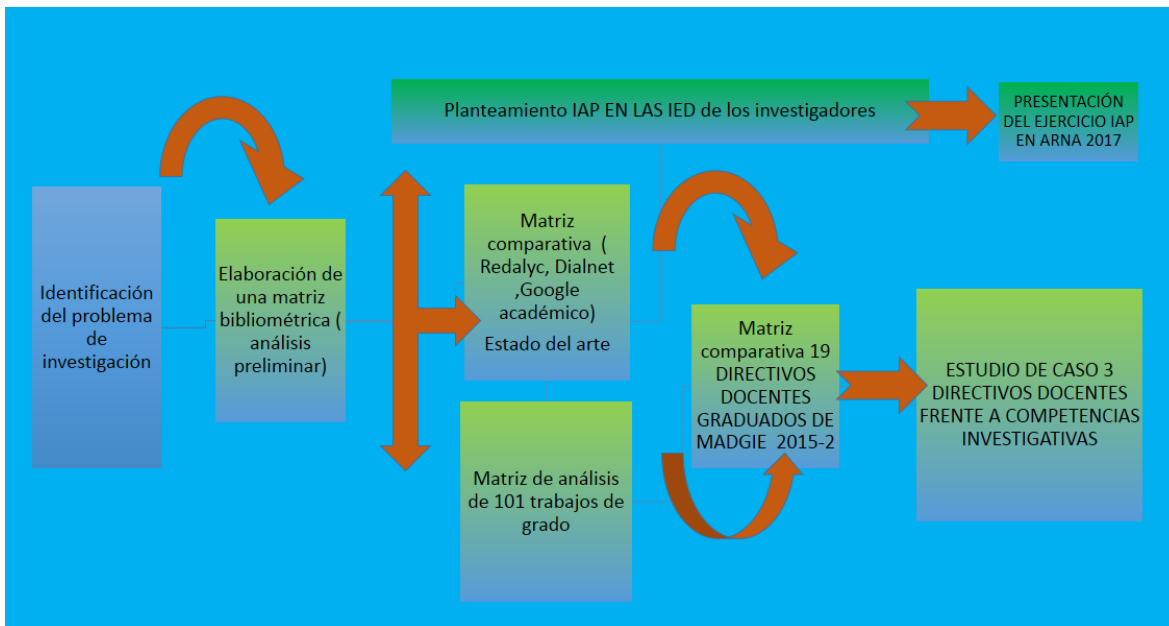 Planteamiento IAP EN LAS IED de los investigadores
PRESENTACIÓN
DEL EJERCICIO IAP
EN ARNA 2017
Identificación
del problema
de
investigación
Elaboración de
una matriz
bibliométrica (
análisis
preliminar)
Matriz
comparativa (
Redalyc, Dialnet
,Google
académico)
Estado del arte
Matriz de análisis
de 101 trabajos de
grado
Matriz
comparativa 19
DIRECTIVOS
DOCENTES
GRADUADOS DE
MADGIE 2015-2
ESTUDIO DE CASO 3
DIRECTIVOS DOCENTES
FRENTE A COMPETENCIAS
INVESTIGATIVAS